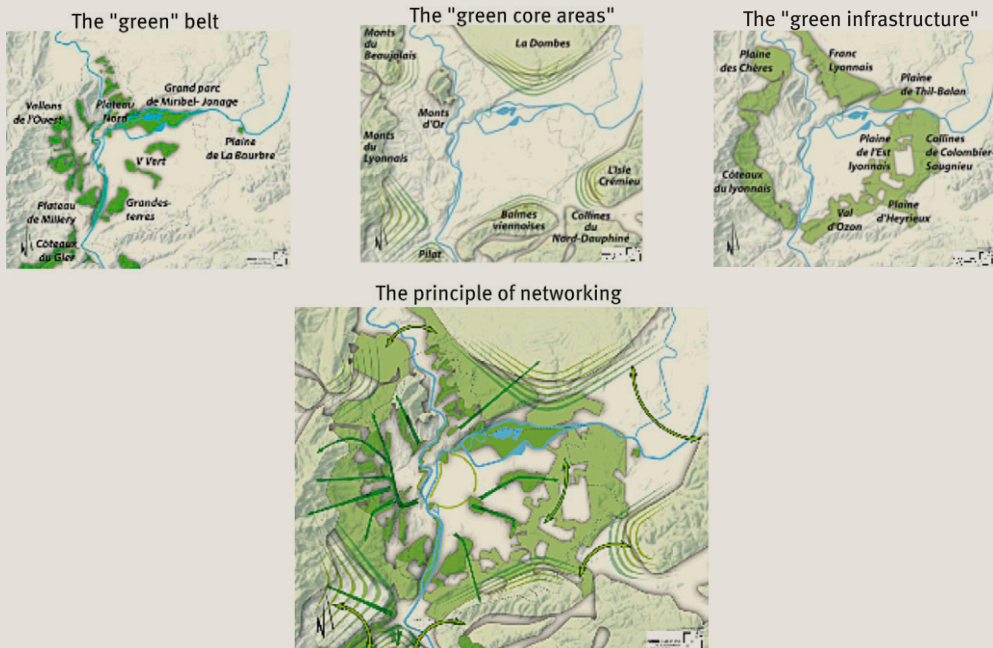 The "green" belt
Vallons
de l'Ouest
Plateau
Nord
Grand parc
de Miribel- Jonage
Plaine
de La Bourbre
V Vert
Plateau
de Millery
Grandes-
terres
Côteaux
du Gier
The "green core areas"
Monts
du
Beaujolais
La Dombes
Monts
d'Or
Monts
du
Lyonnais
L'Isle
Crémieu
Balmes
viennoises
Collines
du
Nord-Dauphiné
Pilat
The "green infrastructure"
Plaine
des Chères
Franc
Lyonnais
Plaine
de Thil-Balan
Plaine
de l'Est
lyonnais
Collines
de Colombier-
Saugnieu
Côteaux
du lyonnais
Val
d'Ozon
Plaine
d'Heyrieux
The principle of networking